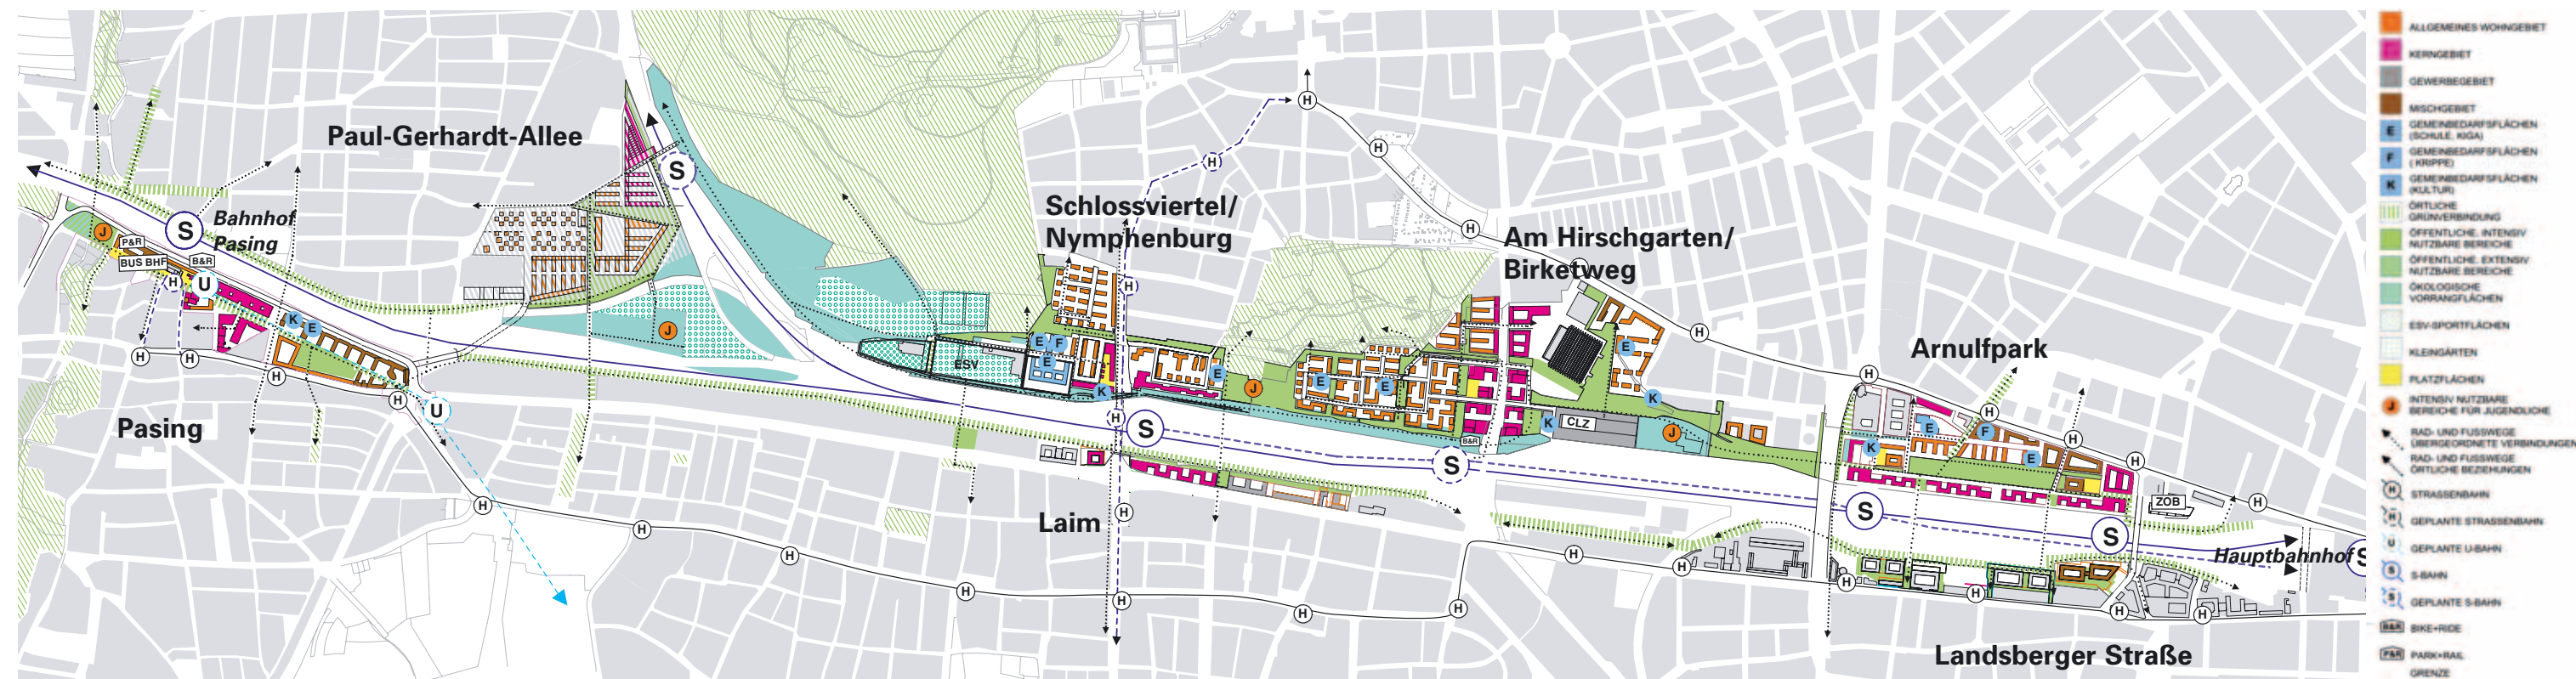 Paul-Gerhardt-Allee
Bahnhof
Pasing
S
S
J
P&R
BUS BHF
B&R
H
U
K
E
H
H
H
H
U
Pasing
J
H
H
H
H
H
H
H
Schlossviertel/
Nymphenburg
H
H
H
H
H
Am Hirschgarten/
Birketweg
H
ESV
E
F
E
K
E
J
E
E
H
S
S
B&R
K
CLZ
J
E
K
H
Laim
H
H
H
H
H
Arnulfpark
H
H
H
H
H
E
F
K
E
S
S
ZOB
Hauptbahnhof
S
H
H
H
H
Landsberger Straße
ALLGEMEINES WOHNGEBIET
KERNGEBIET
GEWERBEGEBIET
MISCHGEBIET
E
GEMEINBEDARFSFLÄCHEN
(SCHULE, KIGA)
F
GEMEINBEDARFSFLÄCHEN
( KRIPPE)
K
GEMEINBEDARFSFLÄCHEN
(KULTUR)
ÖRTLICHE
GRÜNVERBINDUNG
ÖFFENTLICHE, INTENSIV
NUTZBARE BEREICHE
ÖFFENTLICHE, EXTENSIV
NUTZBARE BEREICHE
ÖKOLOGISCHE
VORRANGFLÄCHEN
ESV-SPORTFLÄCHEN
KLEINGÄRTEN
PLATZFLÄCHEN
J
INTENSIV NUTZBARE
BEREICHE FÜR JUGENDLICHE
RAD- UND FUSSWEGE
ÜBERGEORDNETE VERBINDUNGEN
RAD- UND FUSSWEGE
ÖRTLICHE BEZIEHUNGEN
H
STRASSENBAHN
H
GEPLANTE STRASSENBAHN
U
GEPLANTE U-BAHN
S
S-BAHN
S
GEPLANTE S-BAHN
B&R
BIKE+RIDE
P&R
PARK+RAIL
GRENZE